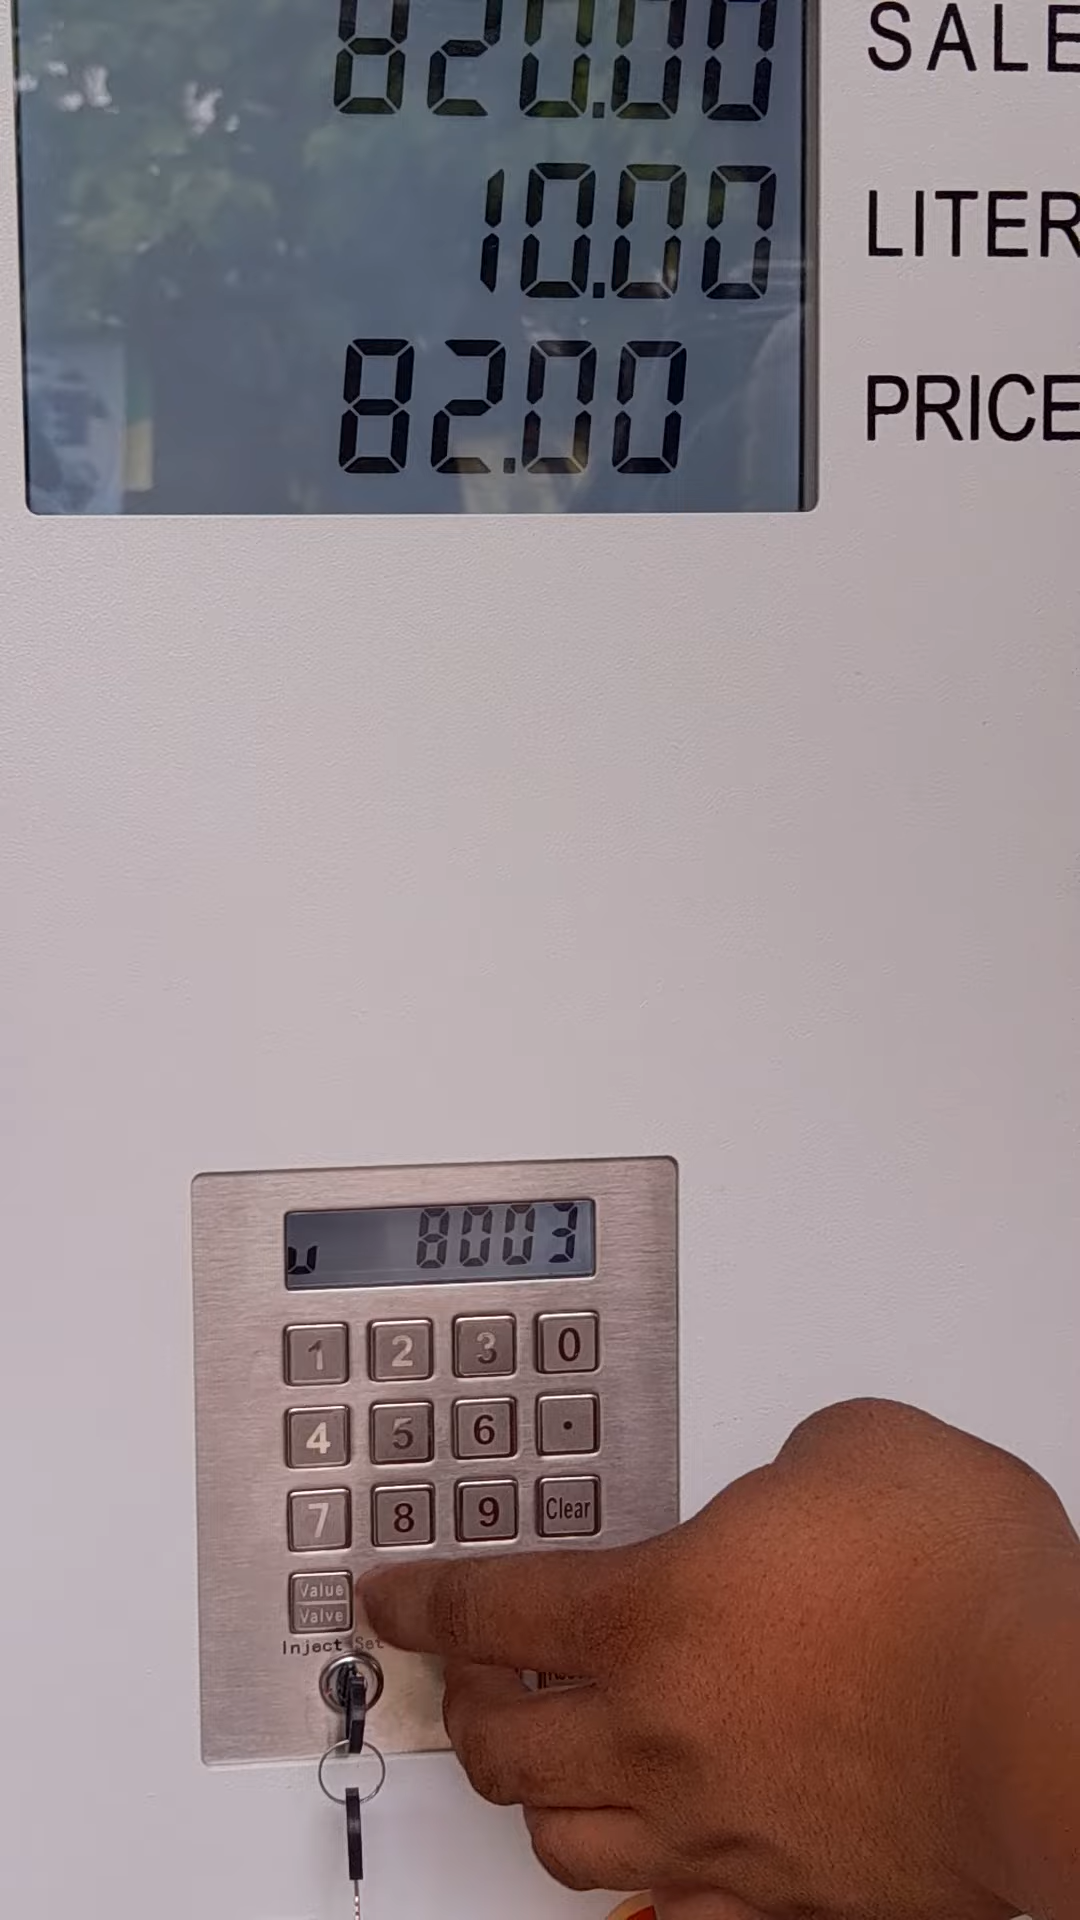 820.00 SALE
10.00 LITER
82.00 PRICE
u 8003
1 2 3 0
4 5 6 .
7 8 9 Clear
Value
Valve
Inject Set